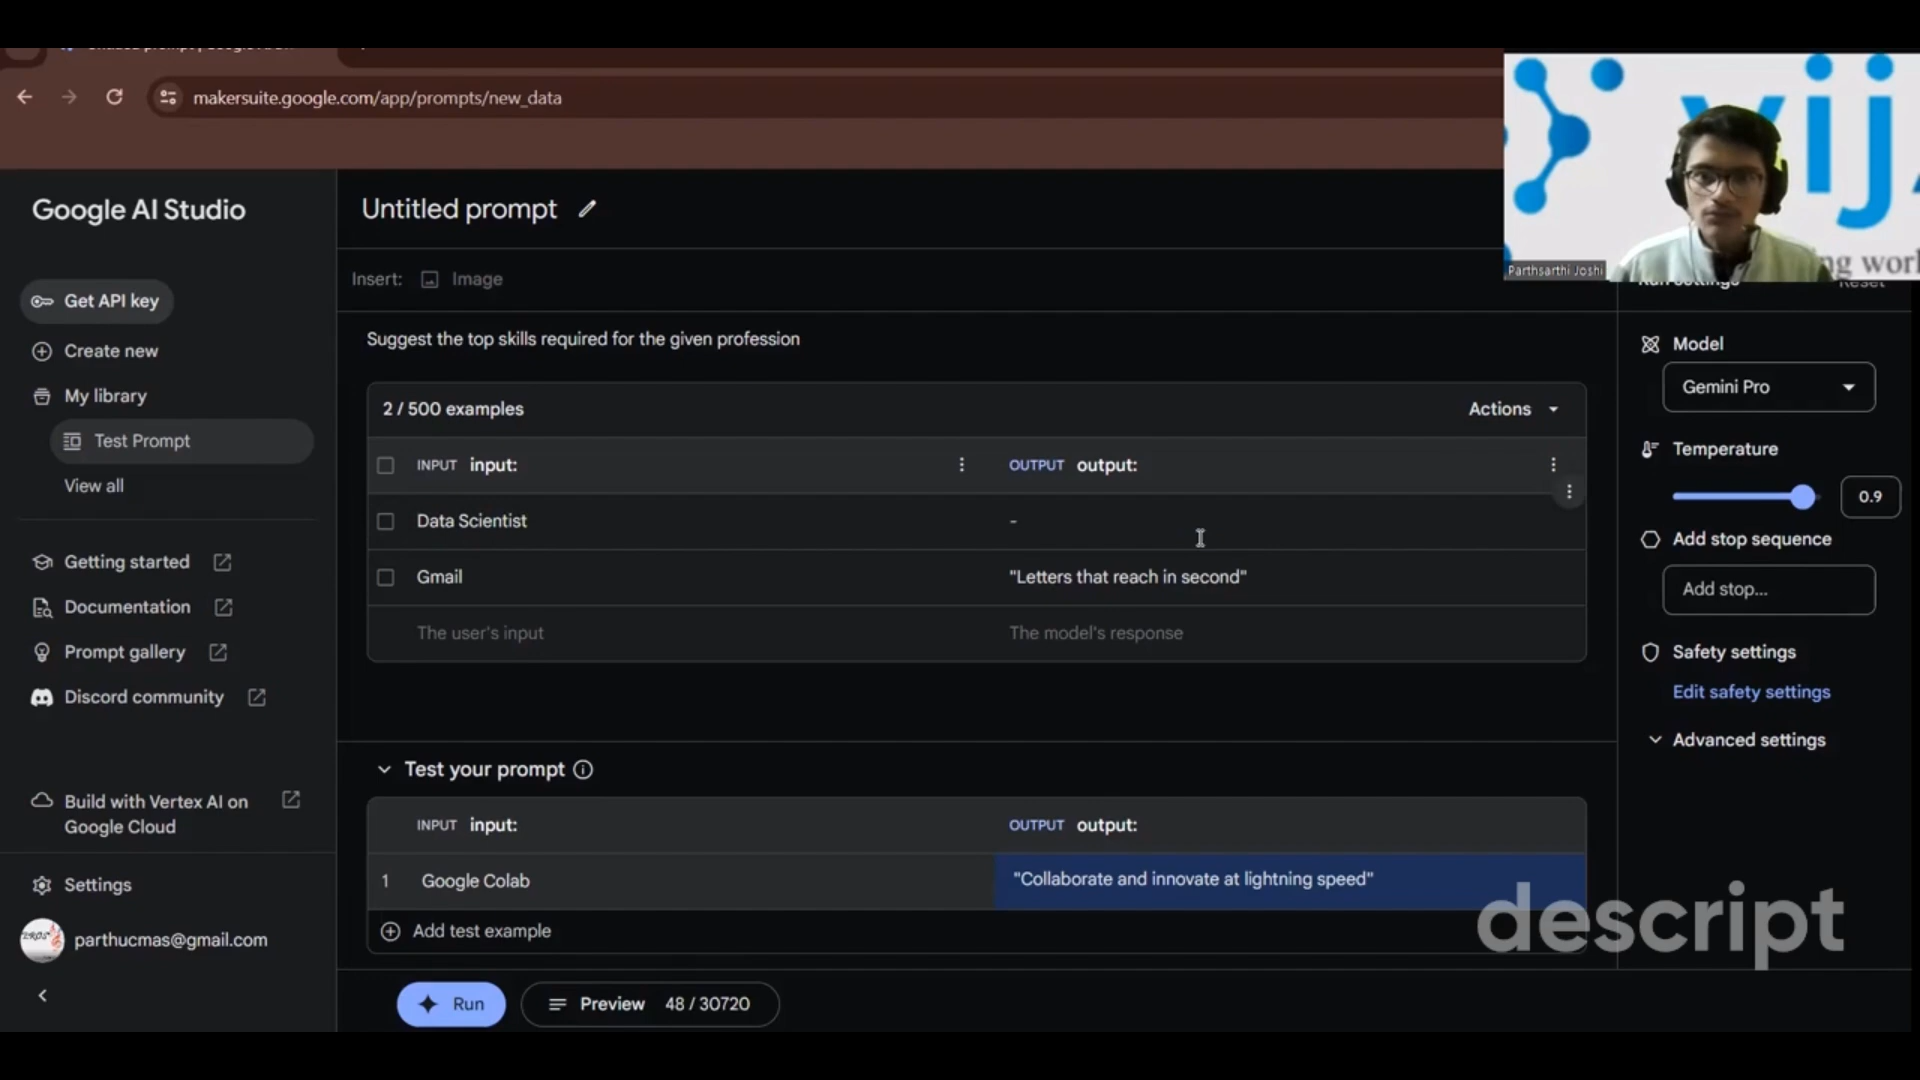 makersuite.google.com/app/prompts/new_data
Google AI Studio
Get API key
Create new
My library
Test Prompt
View all
Getting started
Documentation
Prompt gallery
Discord community
Build with Vertex AI on
Google Cloud
Settings
parthucmas@gmail.com
Untitled prompt
Insert: Image
Suggest the top skills required for the given profession
2 / 500 examples
Actions
INPUT input: OUTPUT output:
Data Scientist -
Gmail "Letters that reach in second"
The user's input The model's response
Test your prompt
INPUT input: OUTPUT output:
1 Google Colab "Collaborate and innovate at lightning speed"
Add test example
Run Preview 48 / 30720
Parthsarthi Joshi
Model
Gemini Pro
Temperature
0.9
Add stop sequence
Add stop...
Safety settings
Edit safety settings
Advanced settings
descript